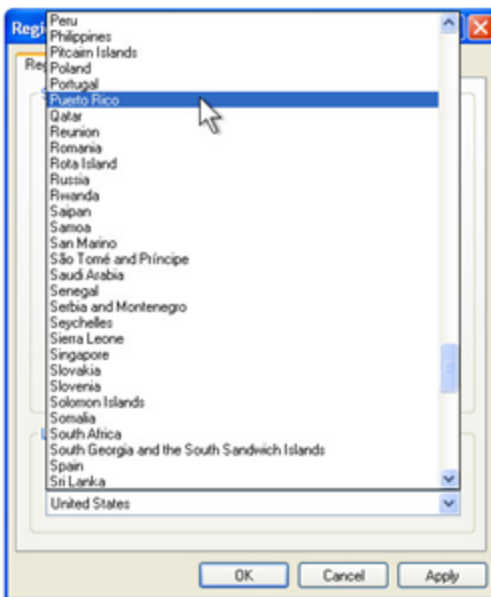 Regi
Peru
Philippines
Pitcairn Islands
Reg
Poland
Portugal
Puerto Rico
Qatar
Reunion
Romania
Rota Island
Russia
Rwanda
Saipan
Samoa
San Marino
São Tomé and Príncipe
Saudi Arabia
Senegal
Serbia and Montenegro
Seychelles
Sierra Leone
Singapore
Slovakia
Slovenia
Solomon Islands
Somalia
South Africa
South Georgia and the South Sandwich Islands
Spain
Sri Lanka
United States
OK
Cancel
Apply